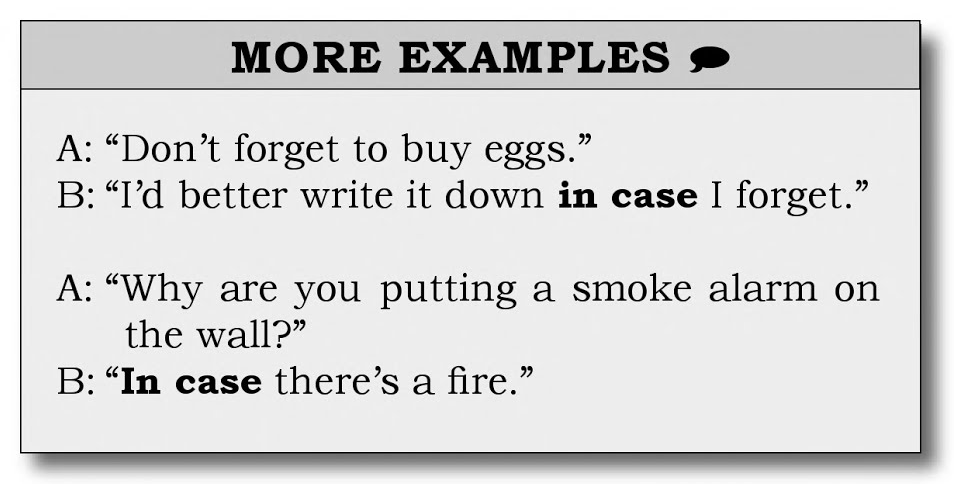 MORE EXAMPLES
A: “Don’t forget to buy eggs.”
B: “I’d better write it down in case I forget.”
A: “Why are you putting a smoke alarm on
the wall?”
B: “In case there’s a fire.”